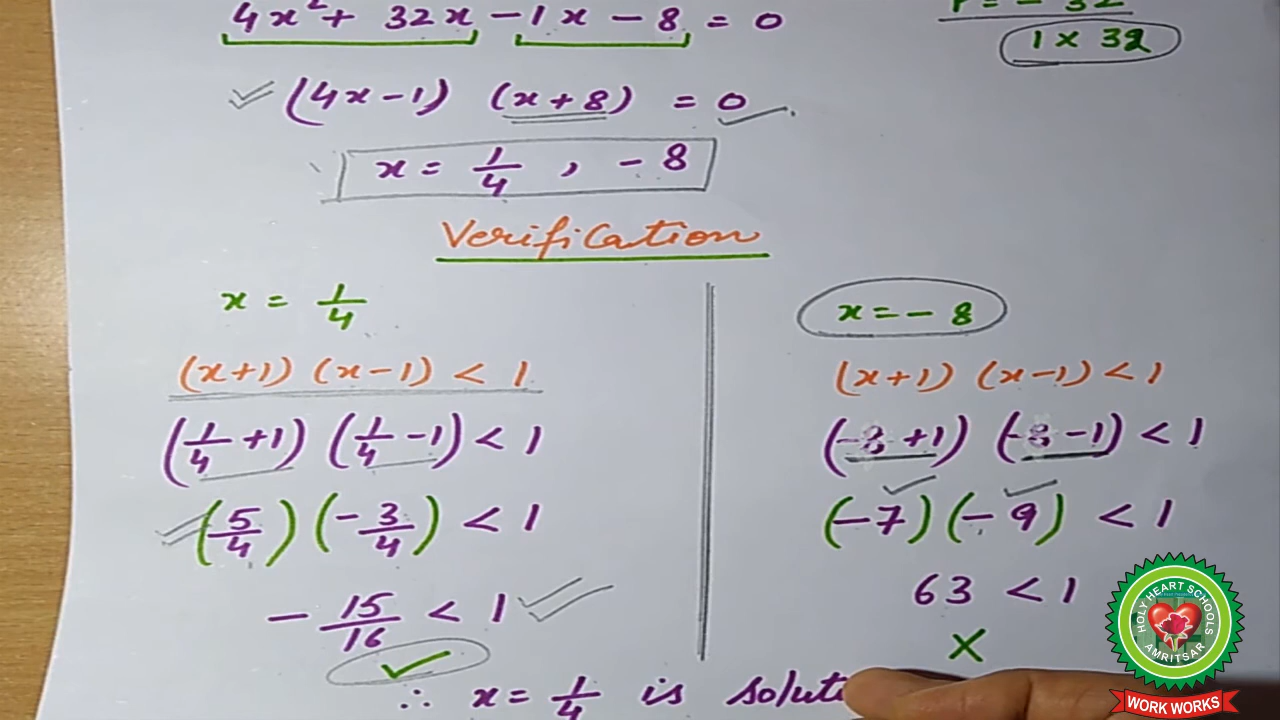 4x² + 32x - 1x - 8 = 0
1 × 32
(4x-1) (x+8) = 0
x = 1/4 , - 8
Verification
x = 1/4
(x+1) (x-1) < 1
(1/4 +1) (1/4 -1) < 1
(5/4) (-3/4) < 1
- 15/16 < 1 ✓
✓
∴ x = 1/4 is
x = - 8
(x+1) (x-1) < 1
(-8 +1) (-8 -1) < 1
(-7) (-9) < 1
63 < 1
×
HOLY HEART SCHOOLS
AMRITSAR
WORK WORKS